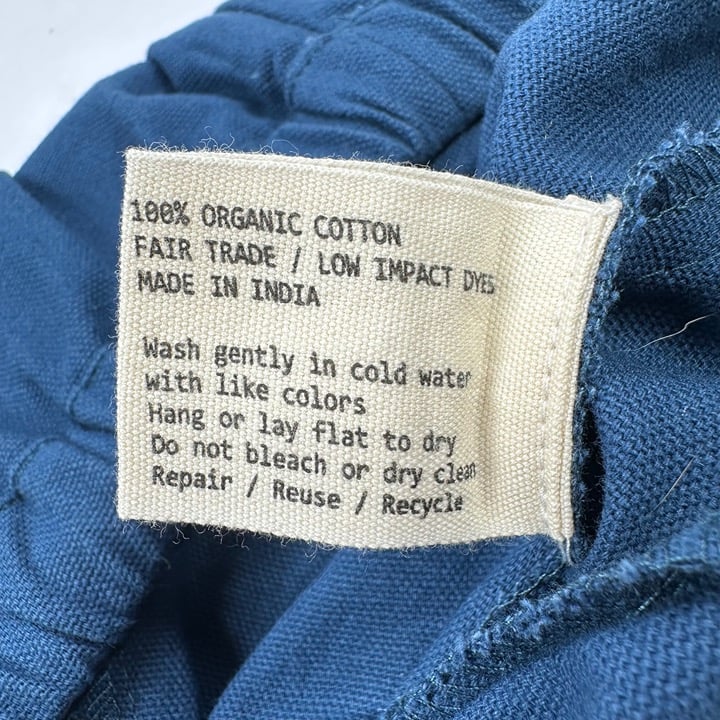 100% ORGANIC COTTON
FAIR TRADE / LOW IMPACT DYES
MADE IN INDIA
Wash gently in cold water
with like colors
Hang or lay flat to dry
Do not bleach or dry clean
Repair / Reuse / Recycle